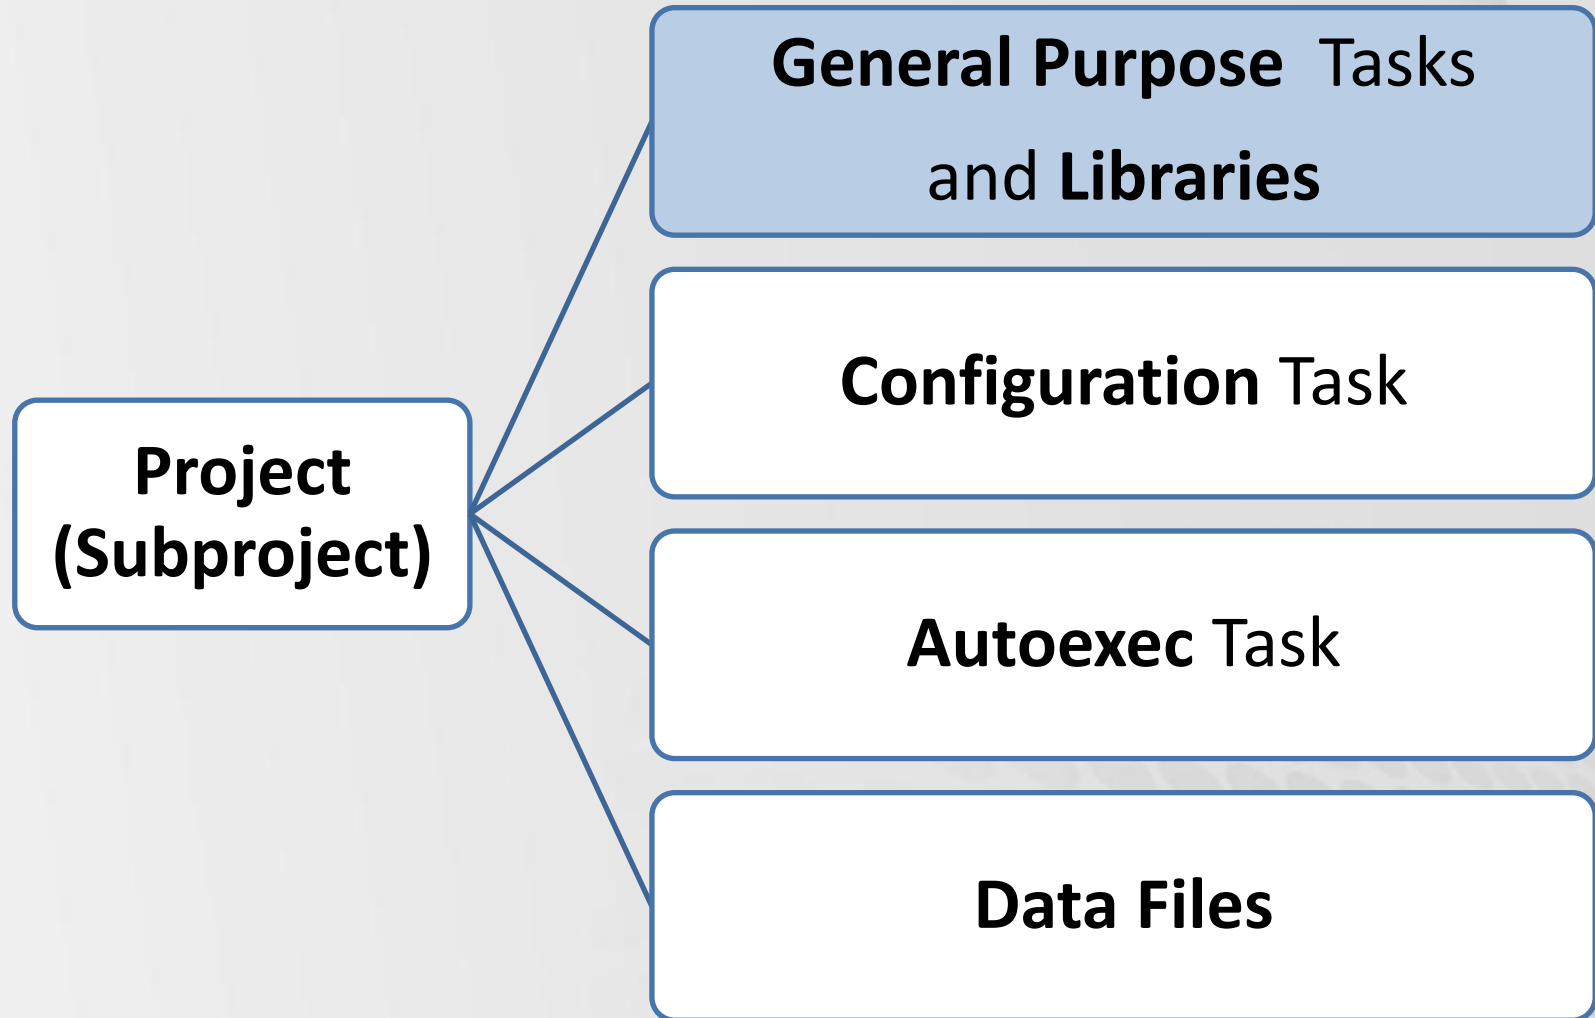 General Purpose  Tasks
and Libraries
Configuration Task
Project
(Subproject)
Autoexec Task
Data Files